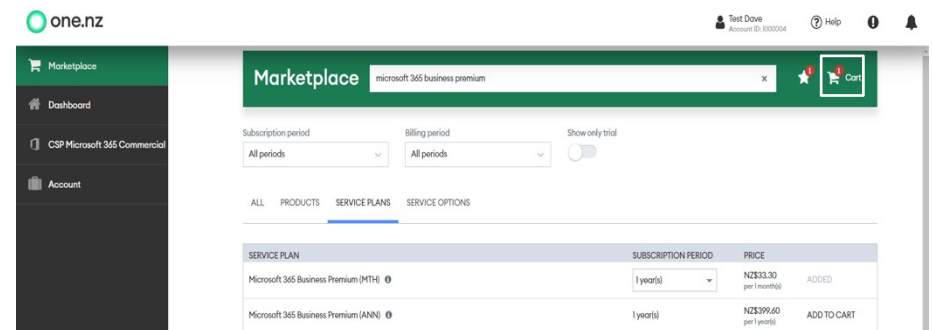 one.nz
Test Dave
Account ID: 1000004
Help
Marketplace
Dashboard
CSP Microsoft 365 Commercial
Account
Marketplace
microsoft 365 business premium
x
1
1
Cart
Subscription period
Billing period
Show only trial
All periods
All periods
ALL PRODUCTS SERVICE PLANS SERVICE OPTIONS
SERVICE PLAN SUBSCRIPTION PERIOD PRICE
Microsoft 365 Business Premium (MTH) 1 year(s) NZ$33.30 ADDED
per 1 month(s)
Microsoft 365 Business Premium (ANN) 1 year(s) NZ$399.60 ADD TO CART
per 1 year(s)